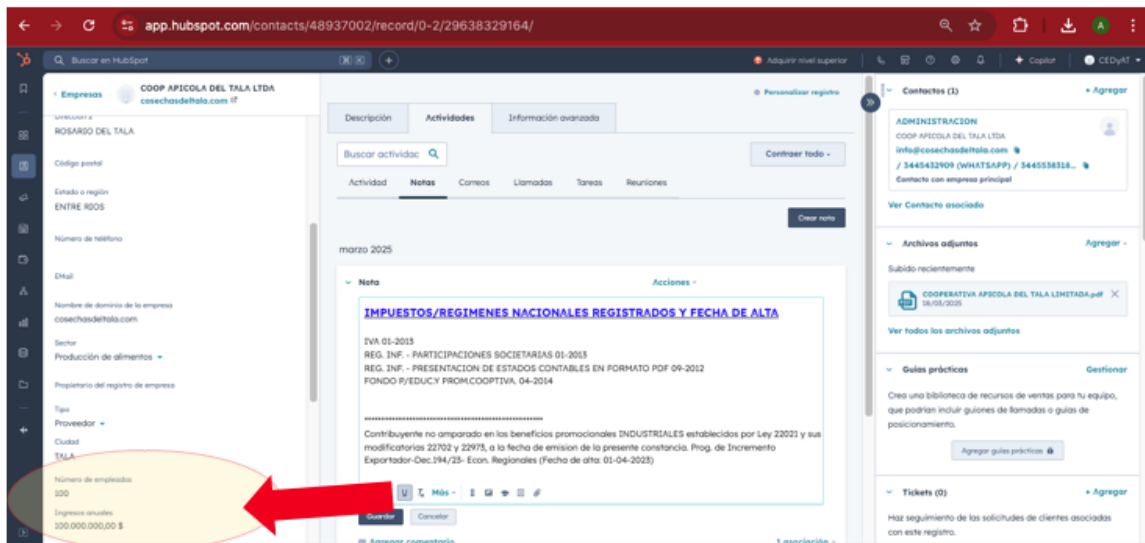 app.hubspot.com/contacts/48937002/record/0-2/29638329164/
Buscar en HubSpot
Adquirir nivel superior
Copilot
CEDyAT
Empresas
COOP APICOLA DEL TALA LTDA
cosechasdeltala.com
Dirección 2
ROSARIO DEL TALA
Código postal
Estado o región
ENTRE RIOS
Número de teléfono
EMail
Nombre de dominio de la empresa
cosechasdeltala.com
Sector
Producción de alimentos
Propietario del registro de empresa
Tipo
Proveedor
Ciudad
TALA
Número de empleados
100
Ingresos anuales
100.000.000,00 $
Personalizar registro
Descripción Actividades Información avanzada
Buscar activida
Contraer todo
Actividad Notas Correos Llamadas Tareas Reuniones
Crear nota
marzo 2025
Nota
Acciones
IMPUESTOS/REGIMENES NACIONALES REGISTRADOS Y FECHA DE ALTA
IVA 01-2013
REG. INF. - PARTICIPACIONES SOCIETARIAS 01-2013
REG. INF. - PRESENTACION DE ESTADOS CONTABLES EN FORMATO PDF 09-2012
FONDO P/EDUC.Y PROM.COOPTIVA. 04-2014
Contribuyente no amparado en los beneficios promocionales INDUSTRIALES establecidos por Ley 22021 y sus
modificatorias 22702 y 22973, a la fecha de emision de la presente constancia. Prog. de Incremento
Exportador-Dec.194/23- Econ. Regionales (Fecha de alta: 01-04-2023)
U Más
Guardar Cancelar
Agregar comentario
1 asociación
Contactos (1)
+ Agregar
ADMINISTRACION
COOP APICOLA DEL TALA LTDA
info@cosechasdeltala.com
/ 3445432909 (WHATSAPP) / 3445538318...
Contacto con empresa principal
Ver Contacto asociado
Archivos adjuntos
Agregar
Subido recientemente
COOPERATIVA APICOLA DEL TALA LIMITADA.pdf
18/03/2025
Ver todos los archivos adjuntos
Guías prácticas
Gestionar
Crea una biblioteca de recursos de ventas para tu equipo,
que podrían incluir guiones de llamadas o guías de
posicionamiento.
Agregar guías prácticas
Tickets (0)
+ Agregar
Haz seguimiento de las solicitudes de clientes asociadas
con este registro.